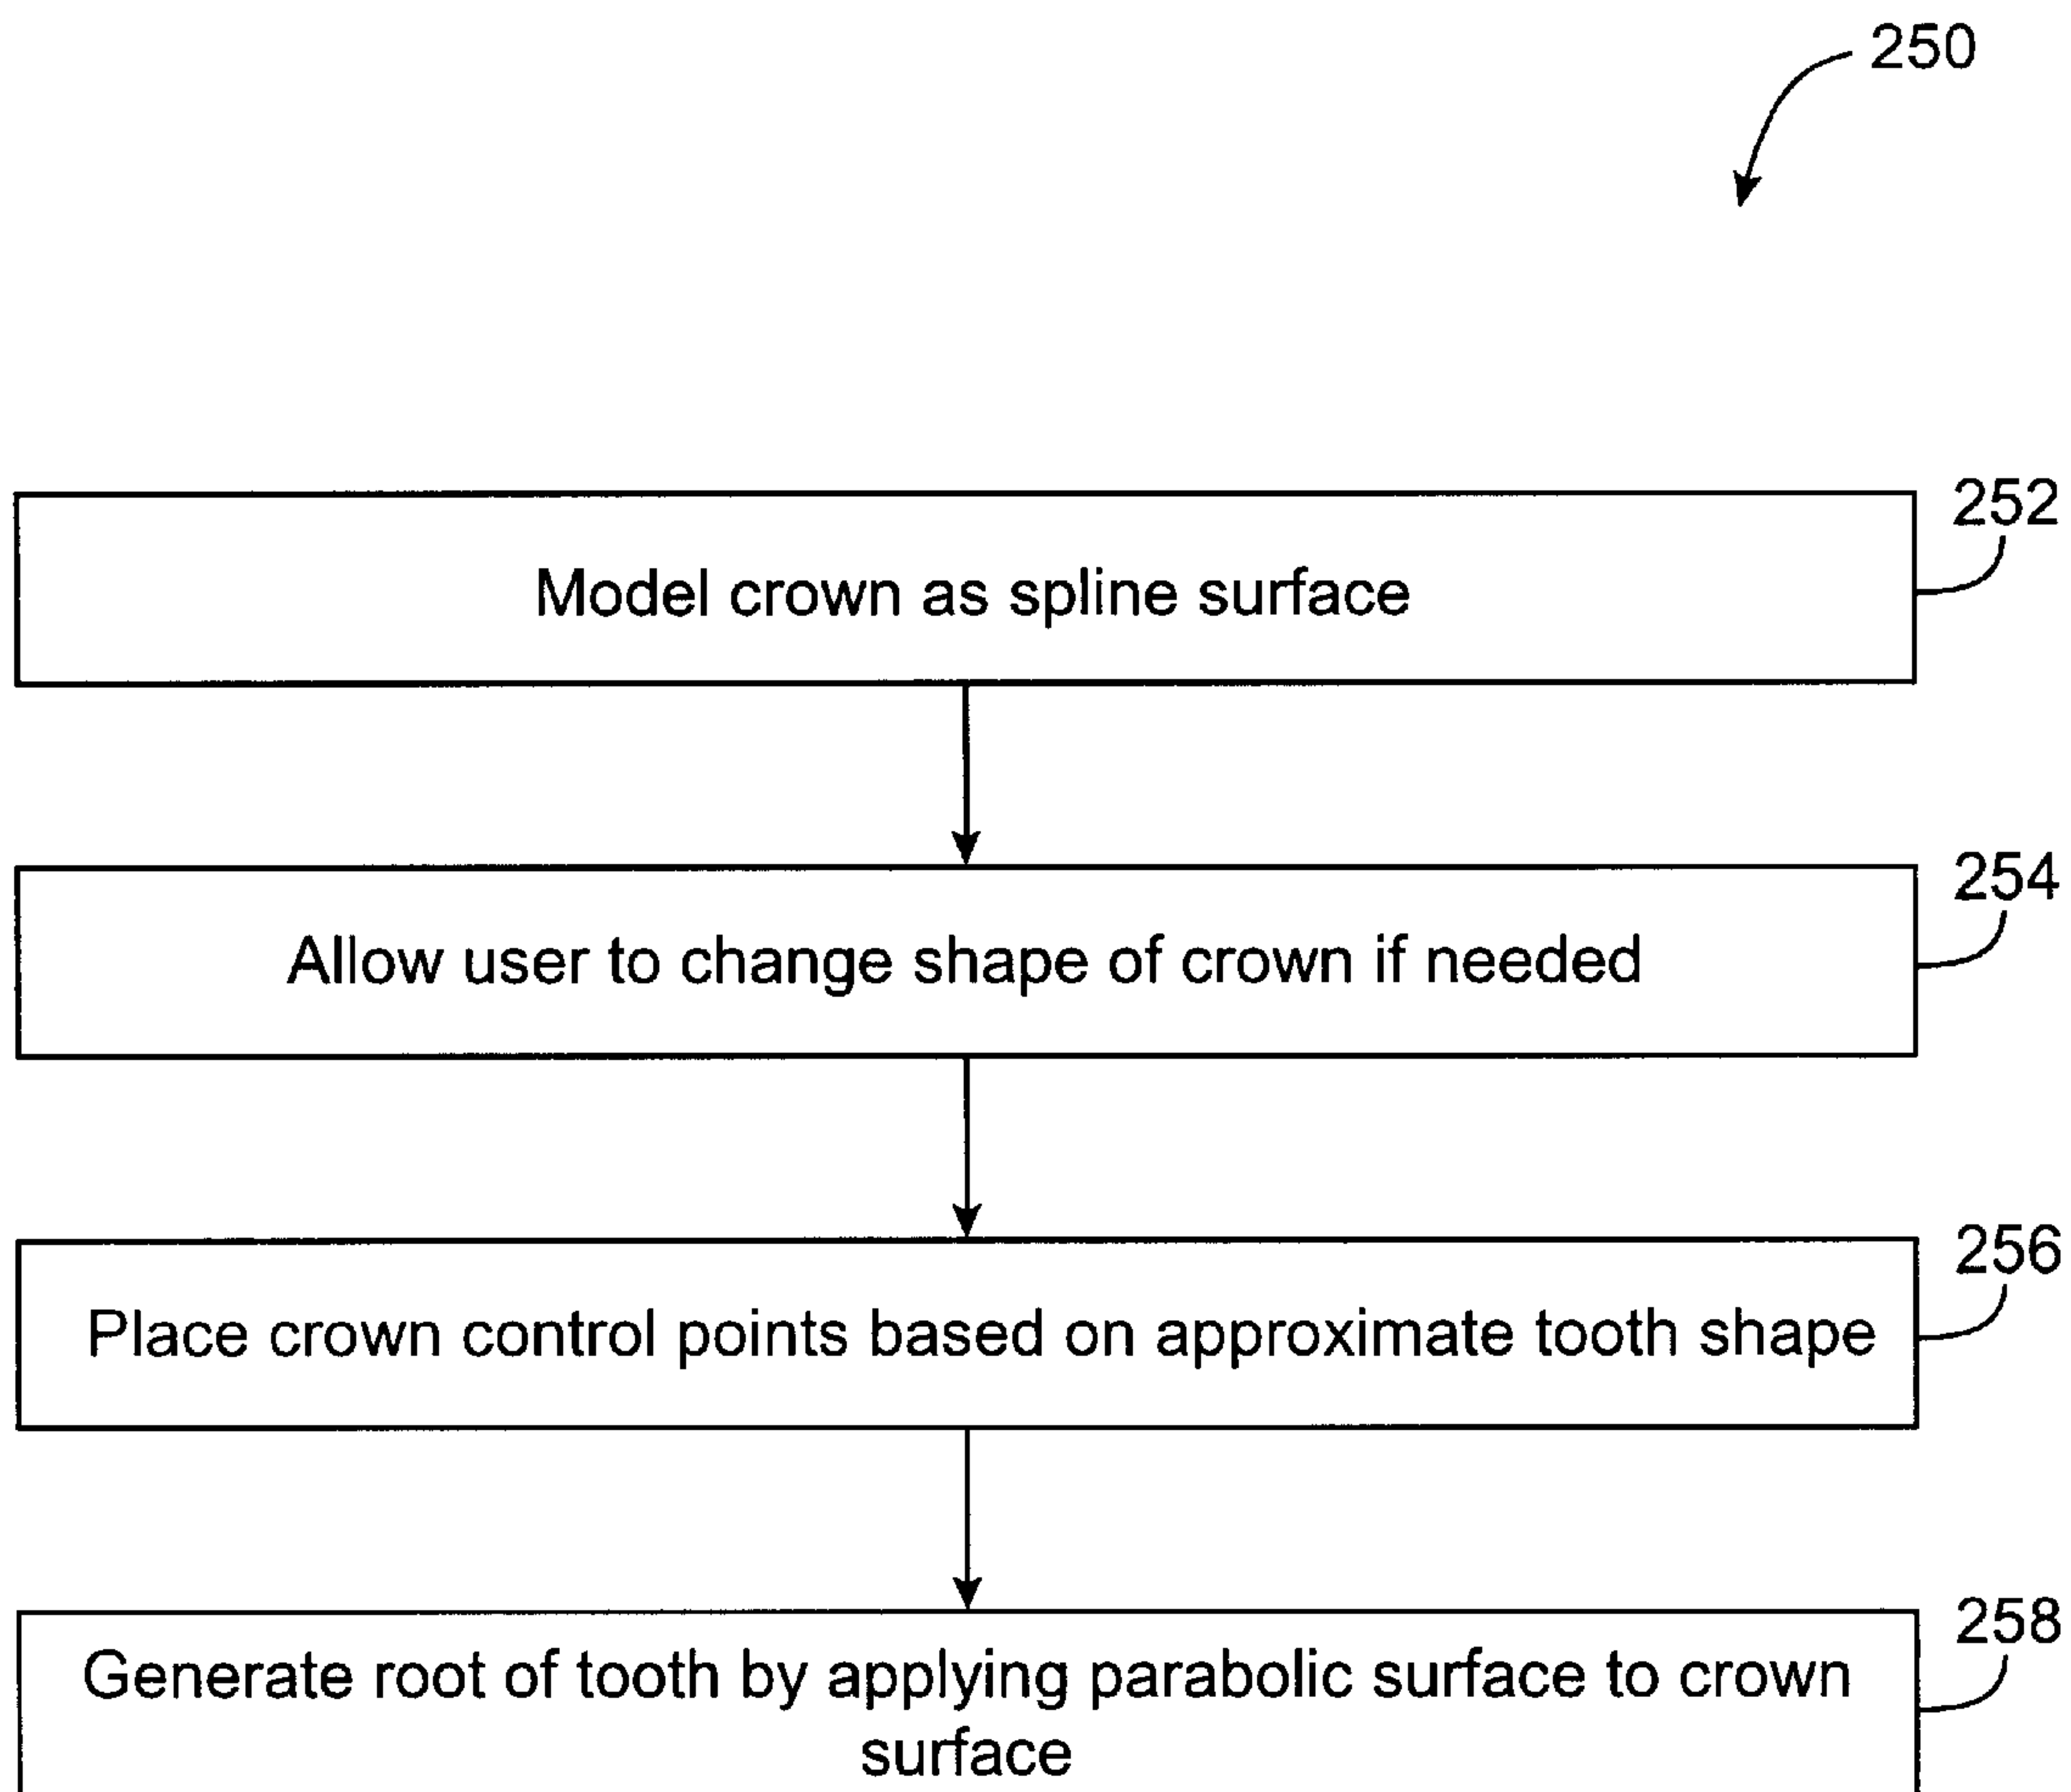 250
252
Model crown as spline surface
254
Allow user to change shape of crown if needed
256
Place crown control points based on approximate tooth shape
258
Generate root of tooth by applying parabolic surface to crown
surface